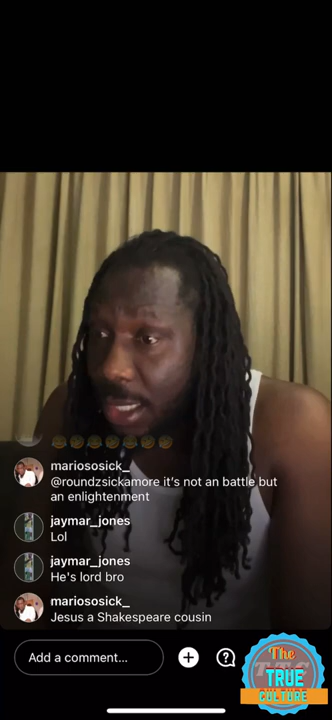 mariososick_
@roundzsickamore it's not an battle but
an enlightenment
jaymar_jones
Lol
jaymar_jones
He's lord bro
mariososick_
Jesus a Shakespeare cousin
Add a comment...
The
TRUE
CULTURE